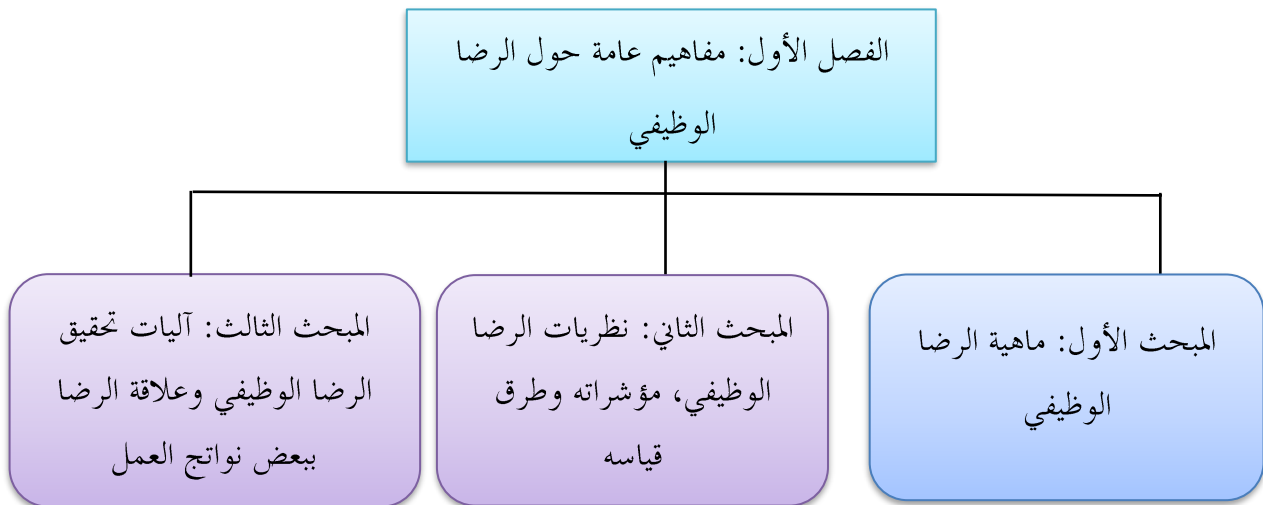 الفصل الأول: مفاهيم عامة حول الرضا
الوظيفي
المبحث الأول: ماهية الرضا
الوظيفي
المبحث الثاني: نظريات الرضا
الوظيفي، مؤشراته وطرق
قياسه
المبحث الثالث: آليات تحقيق
الرضا الوظيفي وعلاقة الرضا
ببعض نواتج العمل